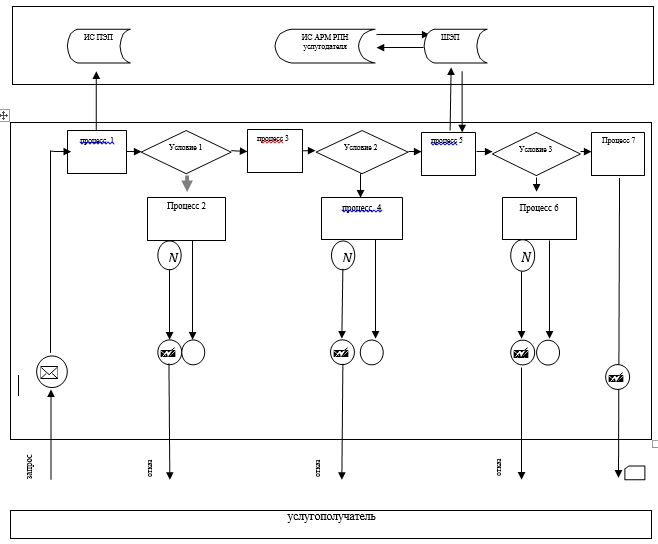 ИС ПЭП
ИС АРМ РПН
услугодателя
ШЭП
процесс 1
Условие 1
процесс 3
Условие 2
процесс 5
Условие 3
Процесс 7
Процесс 2
процесс 4
Процесс 6
N
N
N
запрос
отказ
отказ
отказ
услугополучатель